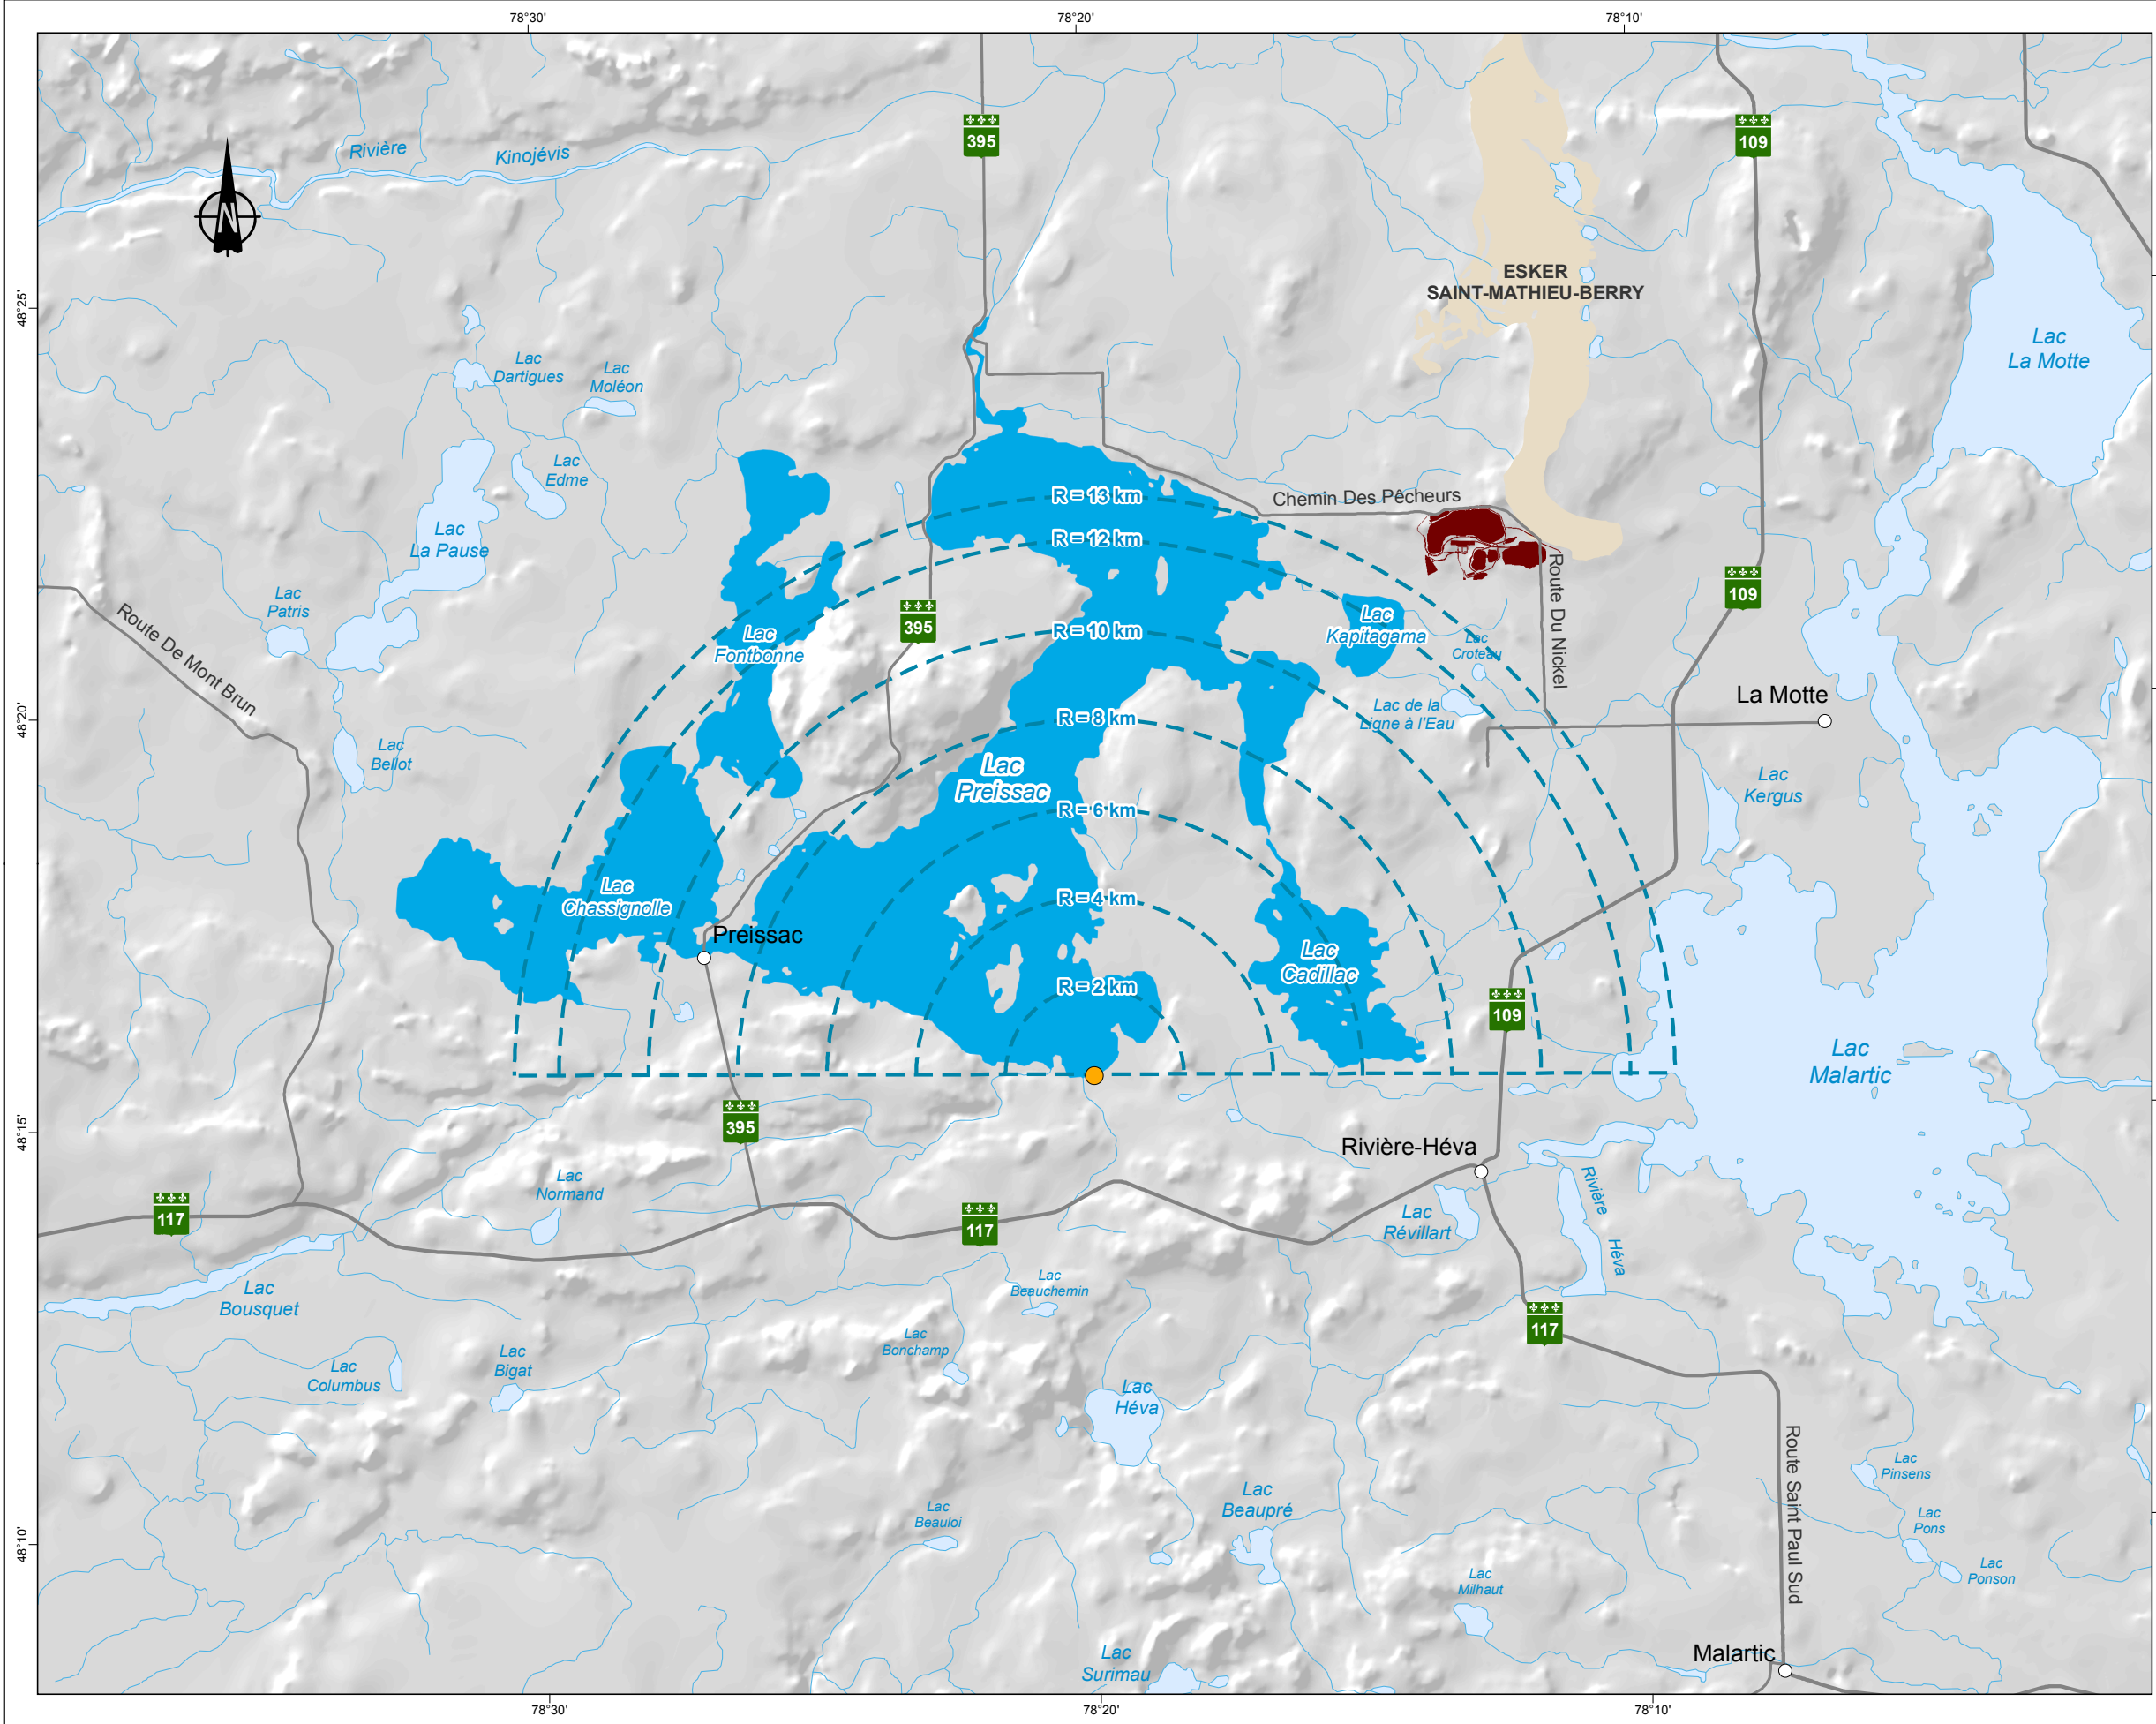 78°30'
78°20'
78°10'
395
109
Rivière
Kinojévis
N
ESKER
SAINT-MATHIEU-BERRY
48°25'
Lac
La Motte
Lac
Dartigues
Lac
Moléon
Lac
Edme
R = 13 km
Chemin Des Pêcheurs
Lac
La Pause
R = 12 km
Route Du Nickel
109
Lac
Patris
Route De Mont Brun
395
Lac
Fontbonne
R = 10 km
Lac
Kapitagama
Lac
Croteau
La Motte
48°20'
R = 8 km
Lac de la
Ligne à l'Eau
Lac
Bellot
Lac
Preissac
Lac
Kergus
R = 6 km
Lac
Chassignolle
R = 4 km
Preissac
Lac
Cadillac
R = 2 km
109
Lac
Malartic
395
48°15'
Rivière-Héva
Lac
Normand
Rivière
Héva
117
117
Lac
Révillart
Lac
Beauchemin
Lac
Bousquet
117
Lac
Bonchamp
Lac
Bigat
Lac
Columbus
Lac
Héva
Route Saint Paul Sud
Lac
Pinsens
Lac
Beaupré
Lac
Beauloi
Lac
Pons
48°10'
Lac
Ponson
Lac
Milhaut
Lac
Surimau
Malartic
78°30'
78°20'
78°10'